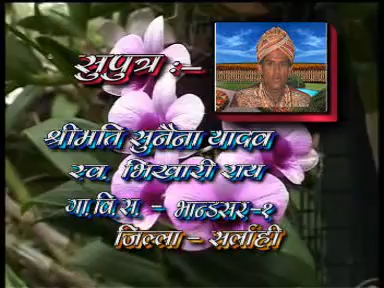 सुपुत्र :–
श्रीमति सुनैना यादव
स्व. भिखारी राय
गा.वि.स. – भान्डसर-१
जिल्ला – सर्लाही